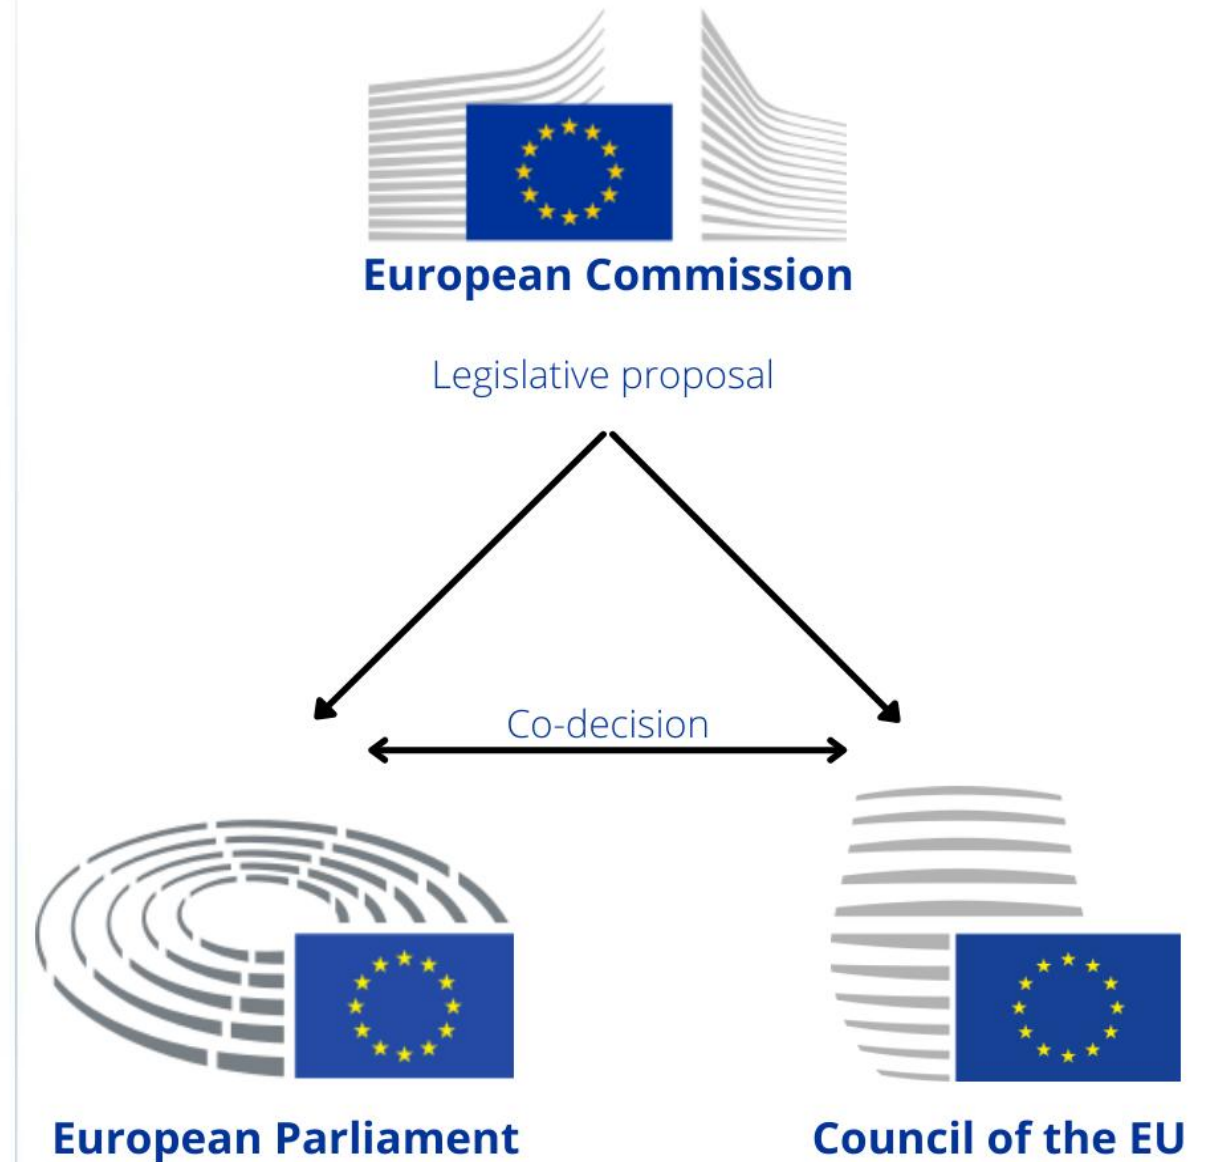 European Commission
Legislative proposal
Co-decision
European Parliament
Council of the EU